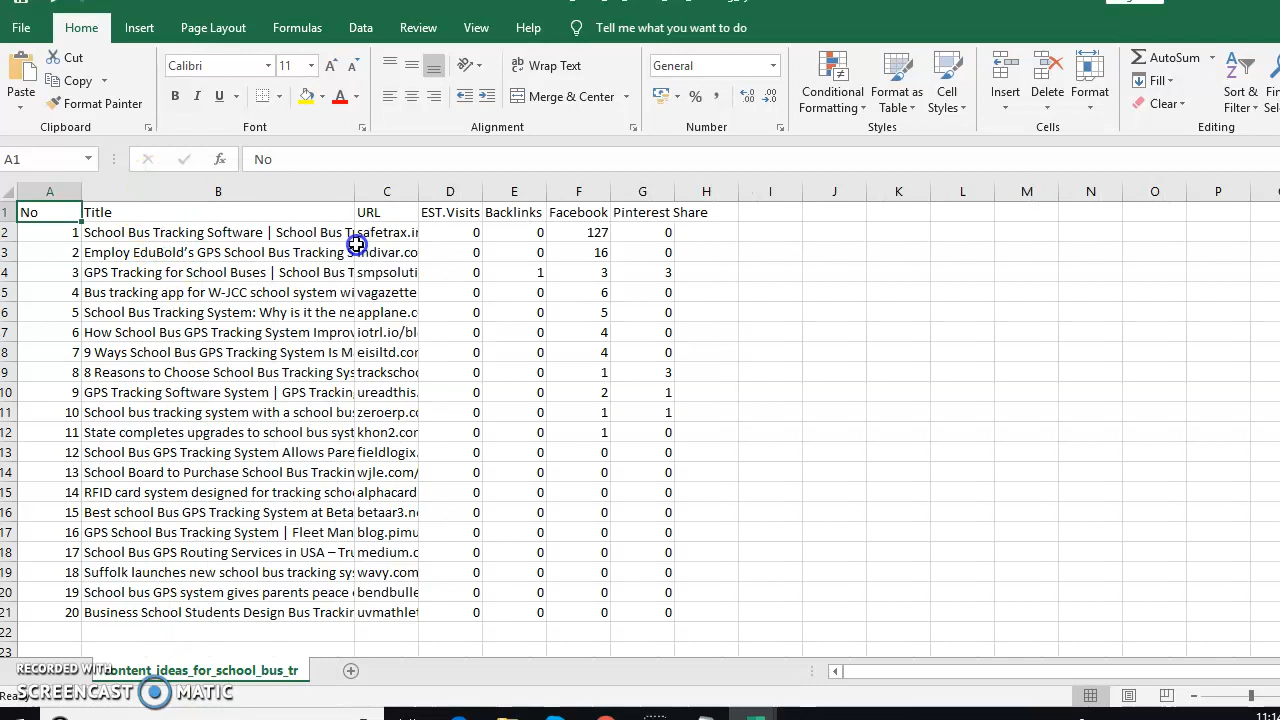 File Home Insert Page Layout Formulas Data Review View Help Tell me what you want to do
Cut
Copy
Format Painter
Paste
Clipboard
Calibri 11
B I U
Font
Wrap Text
Merge & Center
Alignment
General
Number
Conditional Formatting
Format as Table
Cell Styles
Styles
Insert Delete Format
Cells
AutoSum
Fill
Clear
Sort & Filter
Editing
A1 fx No
A B C D E F G H I J K L M N O P
1 No Title URL EST.Visits Backlinks Facebook Pinterest Share
2 1 School Bus Tracking Software | School Bus T safetrax.in 0 0 127 0
3 2 Employ EduBold’s GPS School Bus Tracking S ndivar.co 0 0 16 0
4 3 GPS Tracking for School Buses | School Bus T smpsoluti 0 1 3 3
5 4 Bus tracking app for W-JCC school system wi vagazette 0 0 6 0
6 5 School Bus Tracking System: Why is it the ne applane.c 0 0 5 0
7 6 How School Bus GPS Tracking System Improv iotrl.io/bl 0 0 4 0
8 7 9 Ways School Bus GPS Tracking System Is M eisiltd.cor 0 0 4 0
9 8 8 Reasons to Choose School Bus Tracking Sys trackschoo 0 0 1 3
10 9 GPS Tracking Software System | GPS Tracking ureadthis. 0 0 2 1
11 10 School bus tracking system with a school bus zeroerp.co 0 0 1 1
12 11 State completes upgrades to school bus syst khon2.cor 0 0 1 0
13 12 School Bus GPS Tracking System Allows Pare fieldlogix. 0 0 0 0
14 13 School Board to Purchase School Bus Trackin wjle.com/ 0 0 0 0
15 14 RFID card system designed for tracking schoo alphacard 0 0 0 0
16 15 Best school Bus GPS Tracking System at Beta betaar3.ne 0 0 0 0
17 16 GPS School Bus Tracking System | Fleet Man blog.pimu 0 0 0 0
18 17 School Bus GPS Routing Services in USA – Tru medium.c 0 0 0 0
19 18 Suffolk launches new school bus tracking sys wavy.com 0 0 0 0
20 19 School bus GPS system gives parents peace o bendbulle 0 0 0 0
21 20 Business School Students Design Bus Trackin uvmathlet 0 0 0 0
22
23
content_ideas_for_school_bus_tr
RECORDED WITH
SCREENCAST MATIC